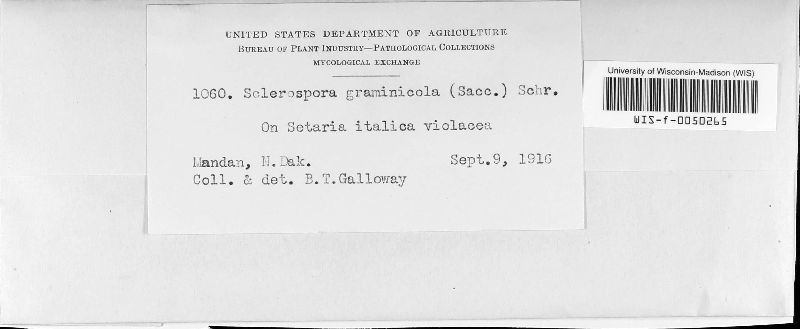 UNITED STATES DEPARTMENT OF AGRICULTURE
BUREAU OF PLANT INDUSTRY—PATHOLOGICAL COLLECTIONS
MYCOLOGICAL EXCHANGE
1060. Sclerospora graminicola (Sacc.) Schr.
On Setaria italica violacea
Mandan, N.Dak. Sept.9, 1916
Coll. & det. B.T.Galloway
University of Wisconsin-Madison (WIS)
WIS-f-0050265